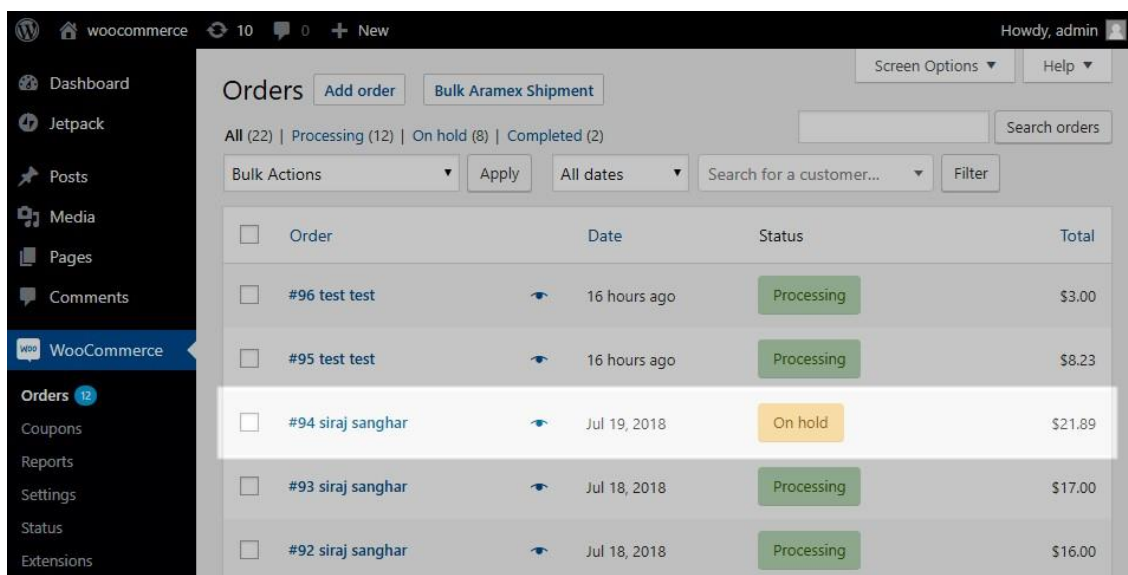 woocommerce 10 0 + New Howdy, admin
Screen Options ▼ Help ▼
Dashboard
Jetpack
Posts
Media
Pages
Comments
Woo WooCommerce
Orders 12
Coupons
Reports
Settings
Status
Extensions
Orders Add order Bulk Aramex Shipment
All (22) | Processing (12) | On hold (8) | Completed (2) Search orders
Bulk Actions ▼ Apply All dates ▼ Search for a customer... ▼ Filter
Order Date Status Total
#96 test test 16 hours ago Processing $3.00
#95 test test 16 hours ago Processing $8.23
#94 siraj sanghar Jul 19, 2018 On hold $21.89
#93 siraj sanghar Jul 18, 2018 Processing $17.00
#92 siraj sanghar Jul 18, 2018 Processing $16.00